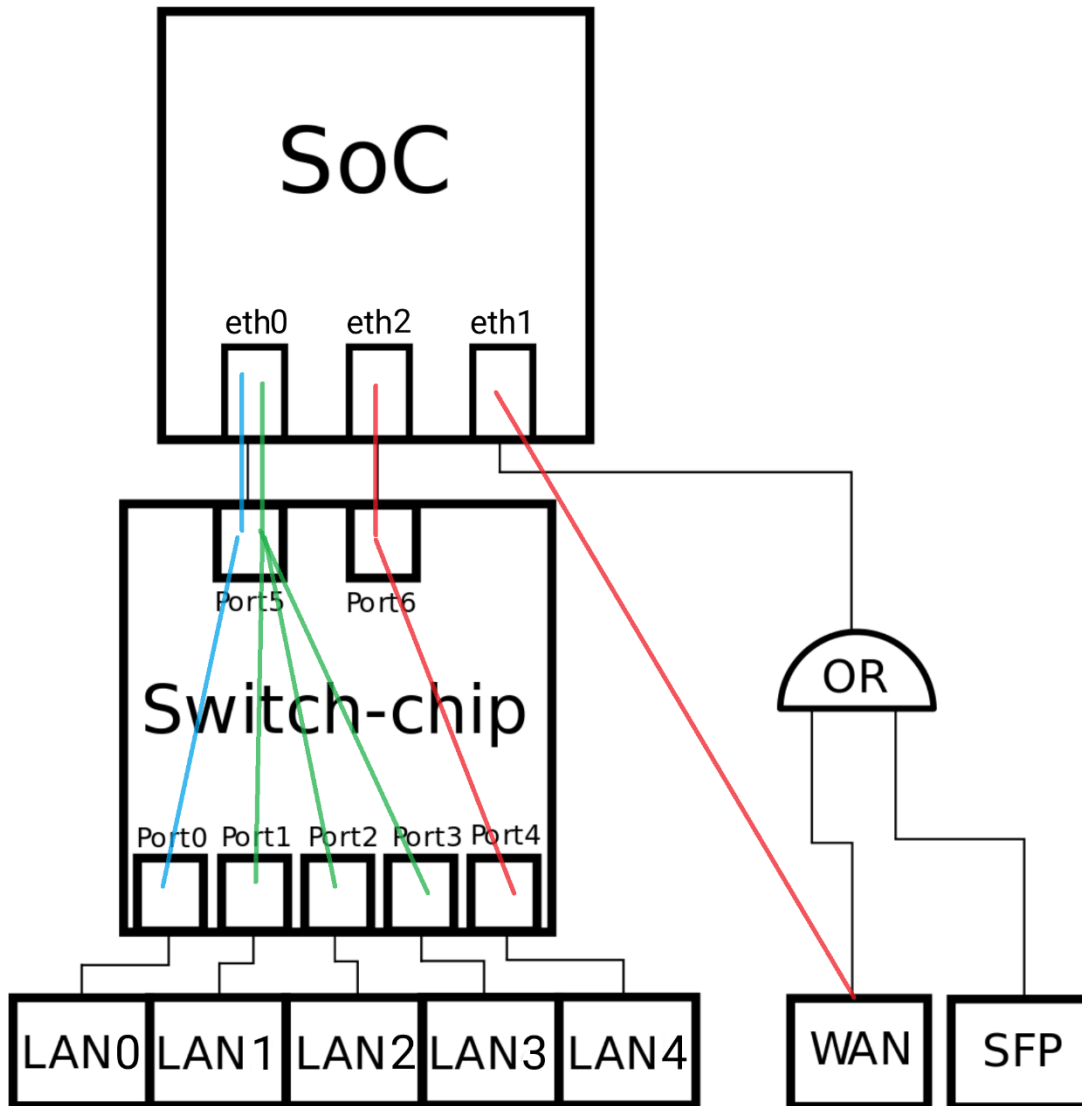 SoC
eth0 eth2 eth1
Port5 Port6
OR
Switch-chip
Port0 Port1 Port2 Port3 Port4
LAN0 LAN1 LAN2 LAN3 LAN4 WAN SFP